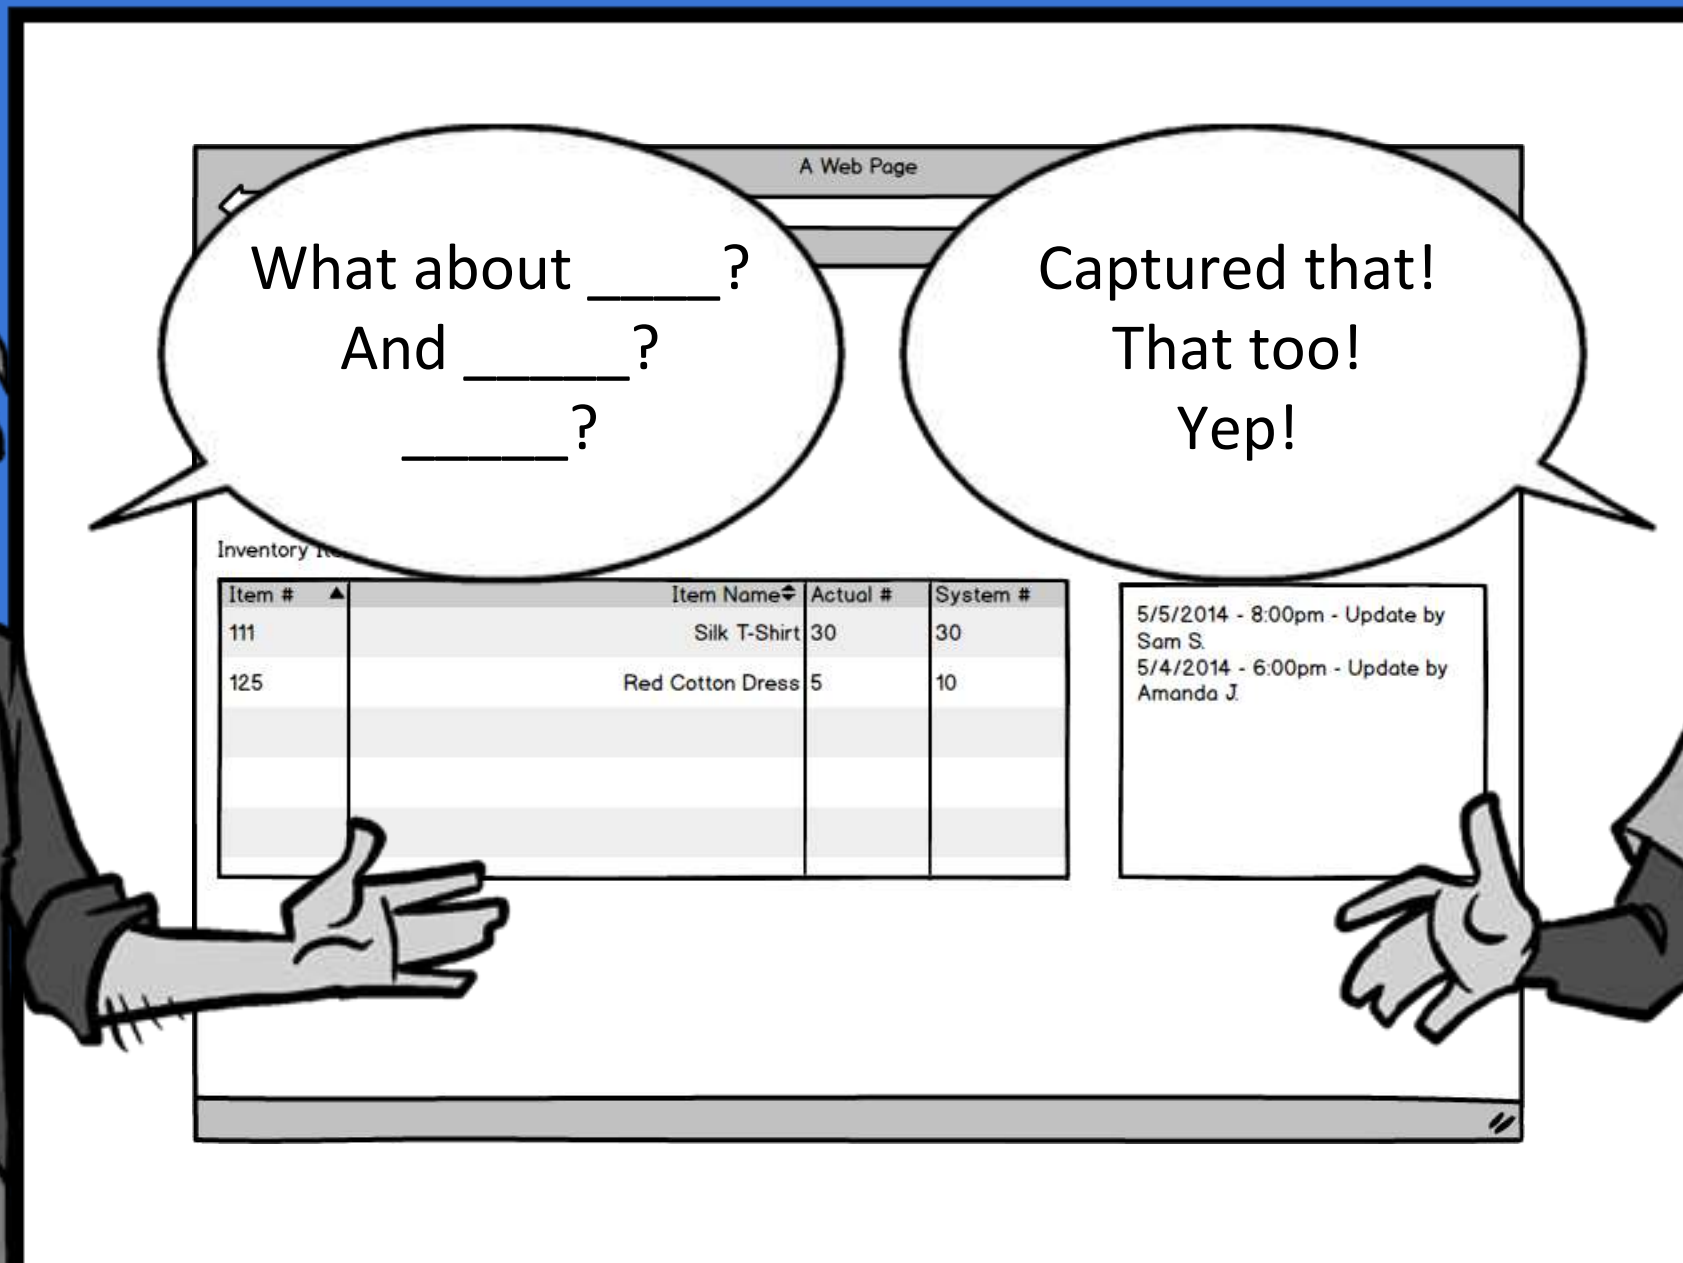 A Web Page
What about ____?
And _____?
_____?
Captured that!
That too!
Yep!
Inventory
Item # Item Name Actual # System #
111 Silk T-Shirt 30 30
125 Red Cotton Dress 5 10
5/5/2014 - 8:00pm - Update by
Sam S.
5/4/2014 - 6:00pm - Update by
Amanda J.